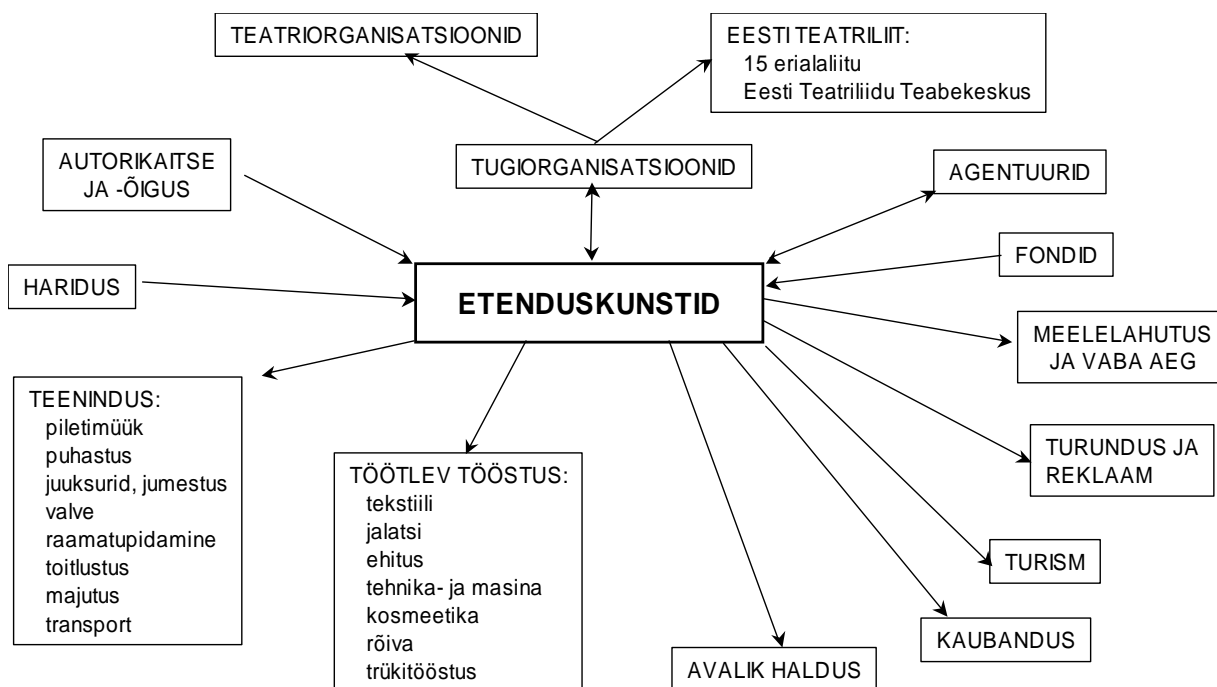 TEATRIORGANISATSIOONID
EESTI TEATRILIIT:
15 erialaliitu
Eesti Teatriliidu Teabekeskus
AUTORIKAITSE
JA -ÕIGUS
TUGIORGANISATSIOONID
AGENTUURID
FONDID
HARIDUS
ETENDUSKUNSTID
MEELELAHUTUS
JA VABA AEG
TEENINDUS:
piletimüük
puhastus
juuksurid, jumestus
valve
raamatupidamine
toitlustus
majutus
transport
TÖÖTLEV TÖÖSTUS:
tekstiili
jalatsi
ehitus
tehnika- ja masina
kosmeetika
rõiva
trükitööstus
TURUNDUS JA
REKLAAM
TURISM
KAUBANDUS
AVALIK HALDUS